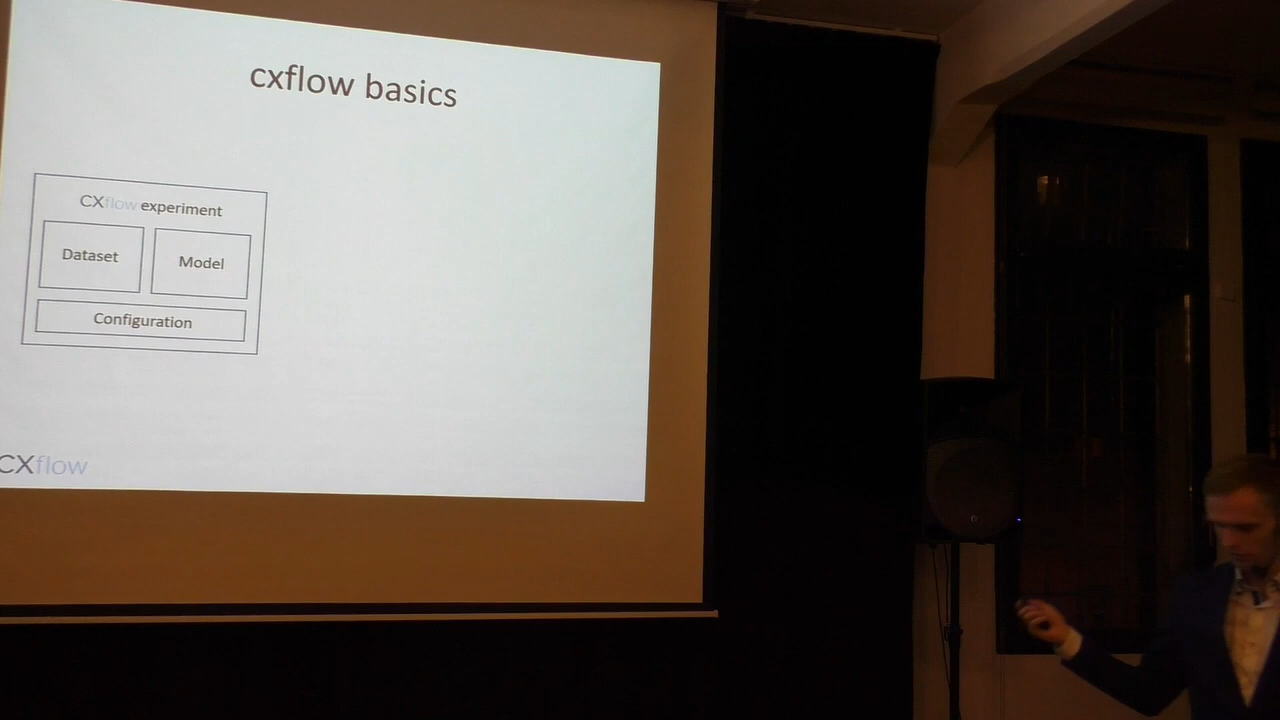 cxflow basics
CXflow experiment
Dataset
Model
Configuration
CXflow